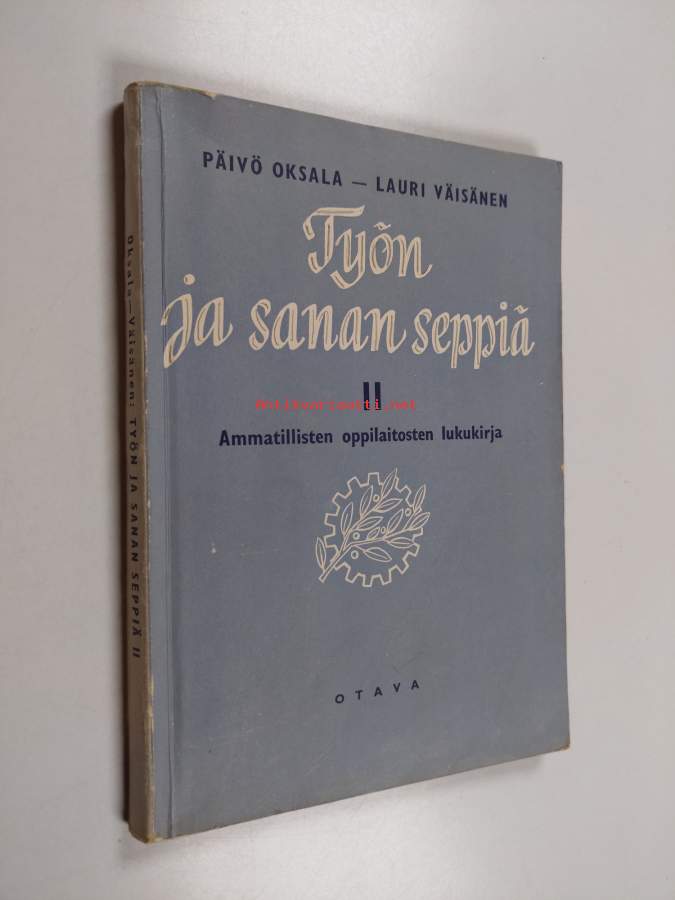 PÄIVÖ OKSALA — LAURI VÄISÄNEN
Työn
ja sanan seppiä
II
Antikvariaatti.net
Ammatillisten oppilaitosten lukukirja
OTAVA
Oksala—Väisänen: TYÖN JA SANAN SEPPIÄ II